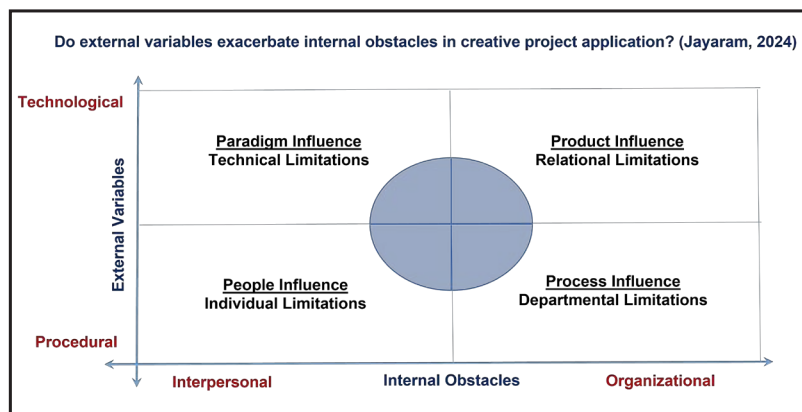 Do external variables exacerbate internal obstacles in creative project application? (Jayaram, 2024)
Technological
Paradigm Influence
Technical Limitations
Product Influence
Relational Limitations
External Variables
People Influence
Individual Limitations
Process Influence
Departmental Limitations
Procedural
Interpersonal
Internal Obstacles
Organizational